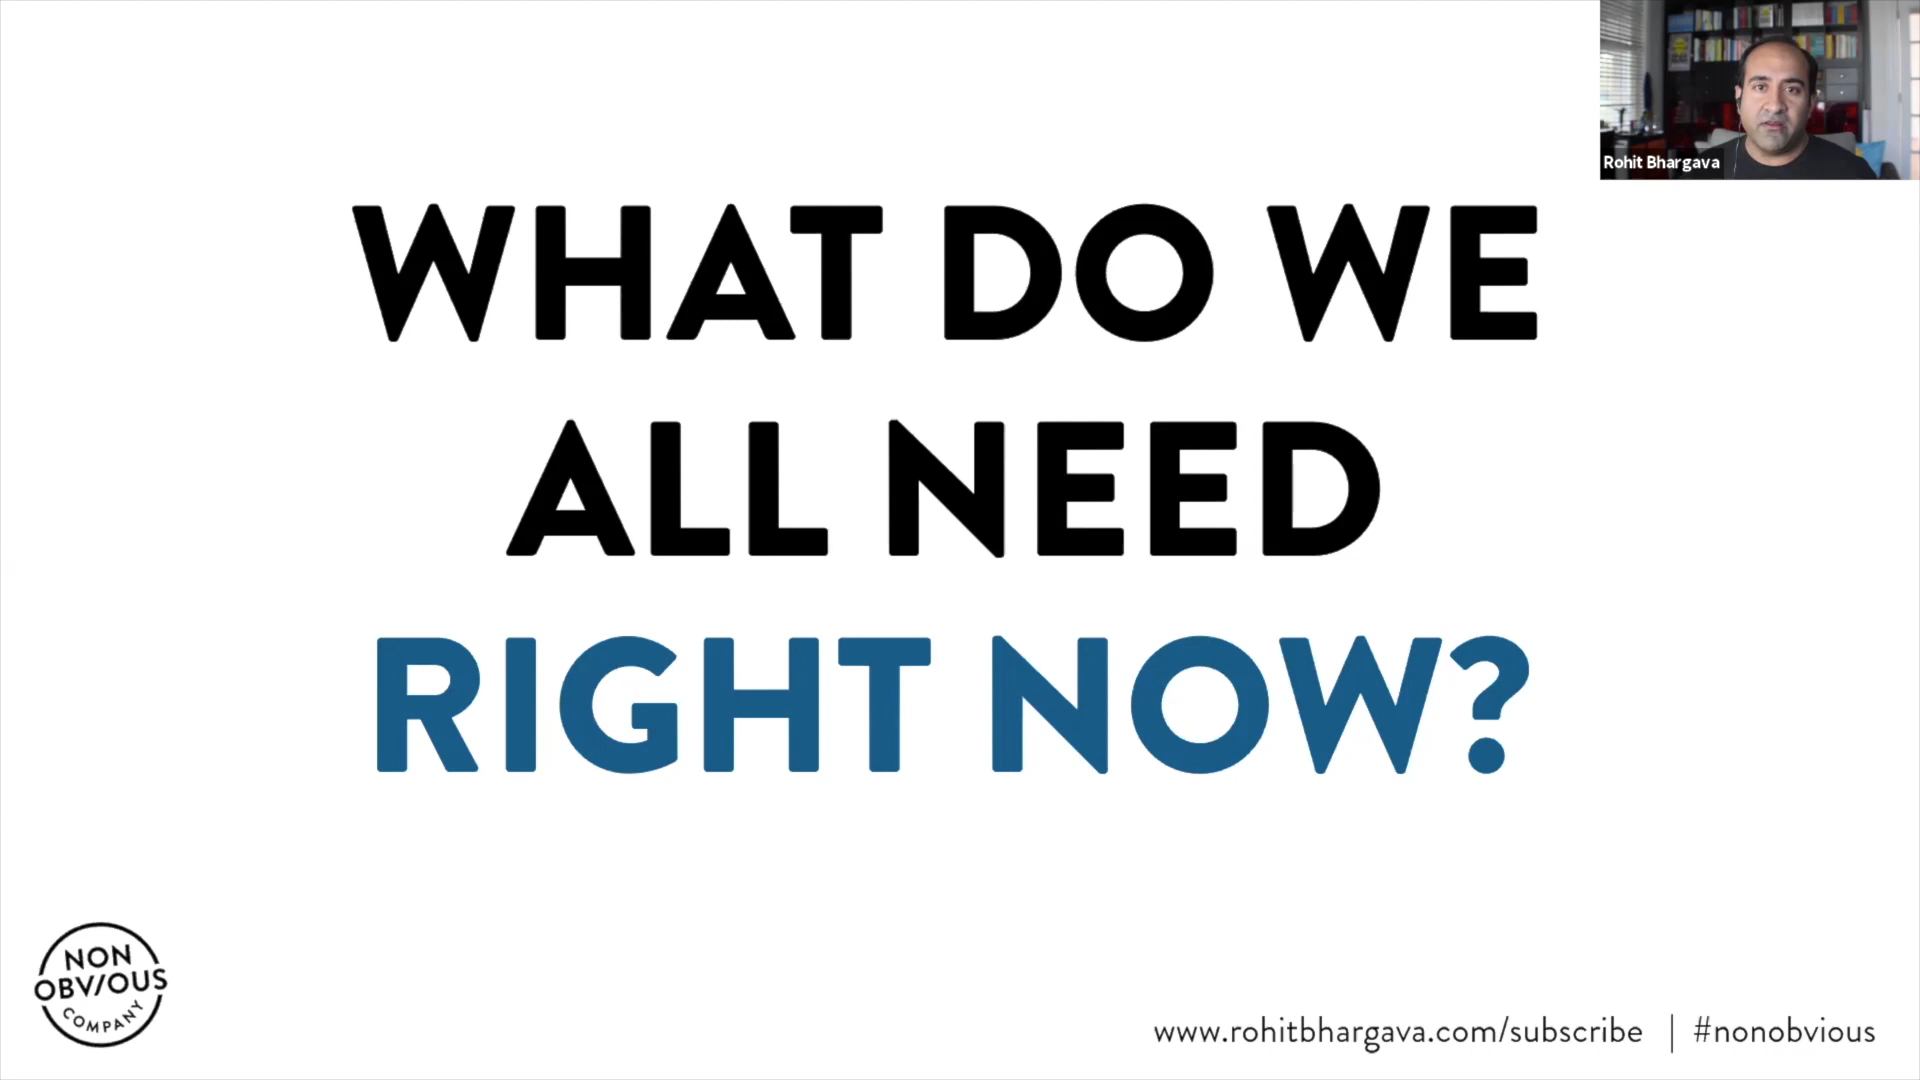 Rohit Bhargava
WHAT DO WE
ALL NEED
RIGHT NOW?
NON
OBV/OUS
COMPANY
www.rohitbhargava.com/subscribe | #nonobvious